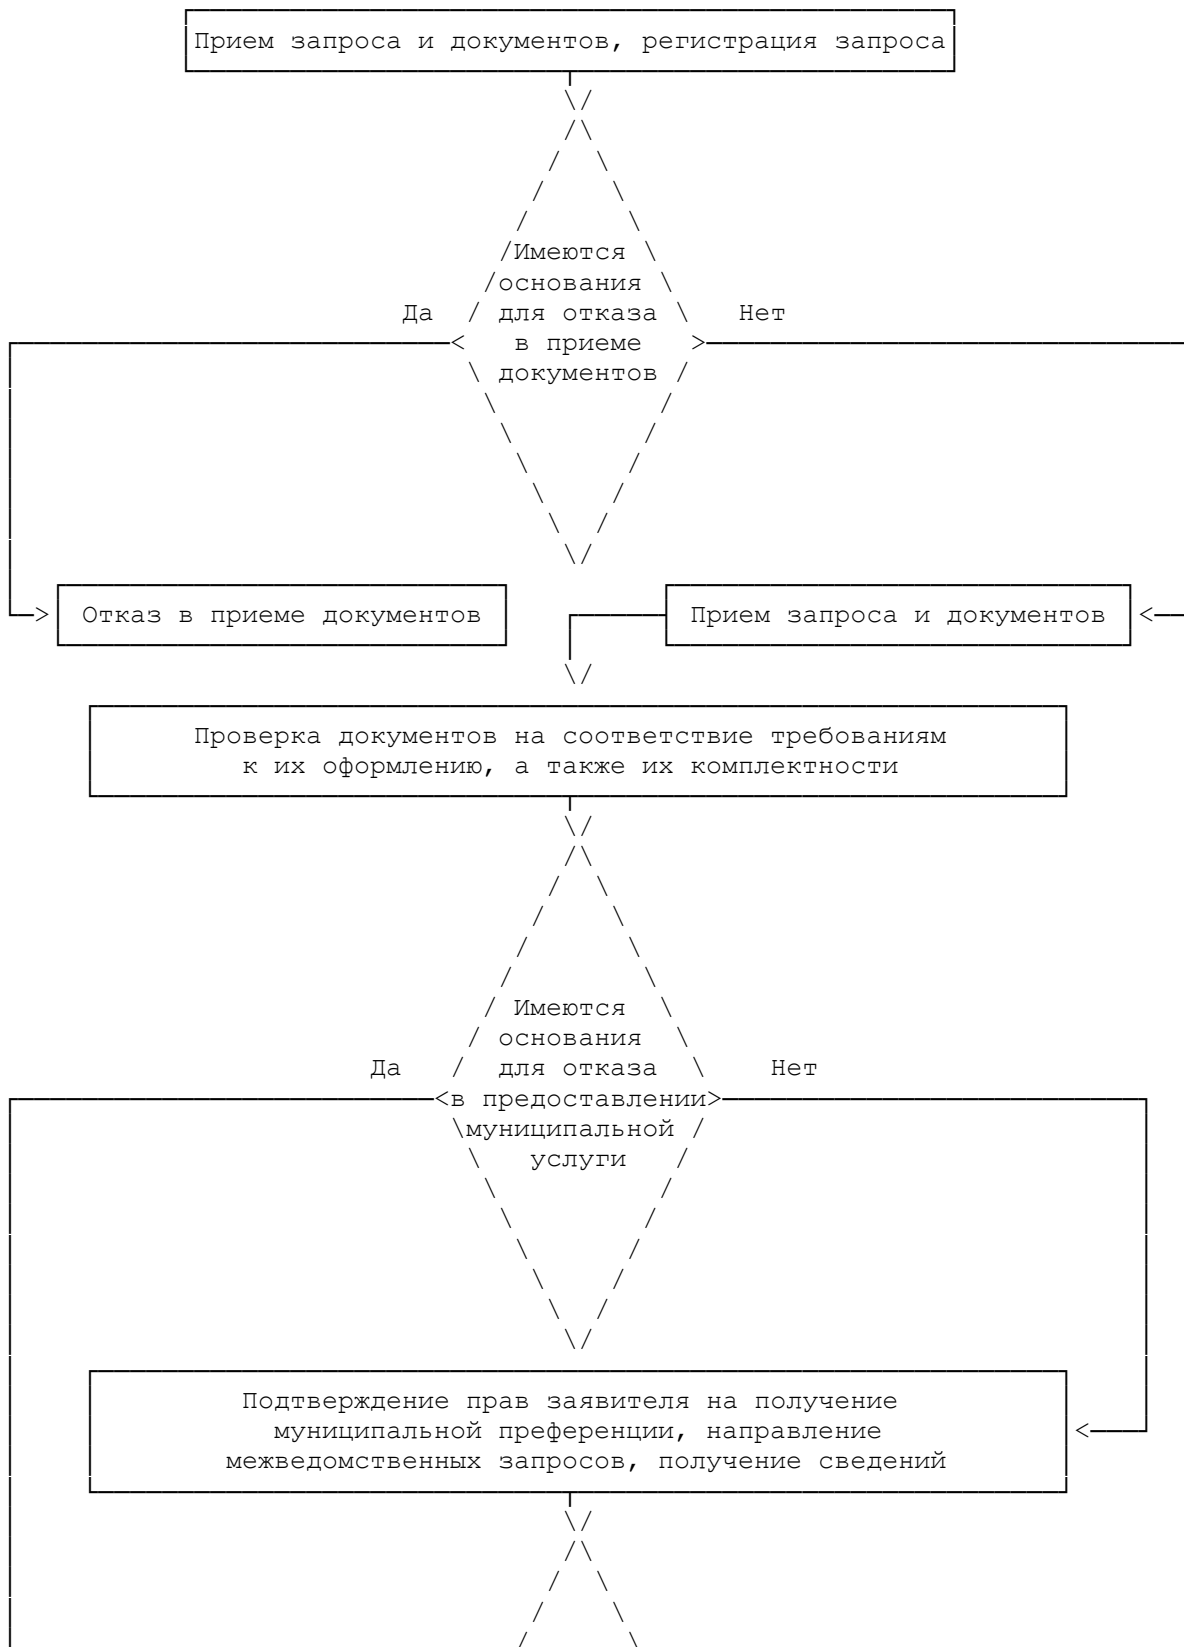 Прием запроса и документов, регистрация запроса
Имеются
основания
Да для отказа Нет
в приеме
документов
Отказ в приеме документов
Прием запроса и документов
Проверка документов на соответствие требованиям
к их оформлению, а также их комплектности
Имеются
основания
Да для отказа Нет
в предоставлении
муниципальной
услуги
Подтверждение прав заявителя на получение
муниципальной преференции, направление
межведомственных запросов, получение сведений